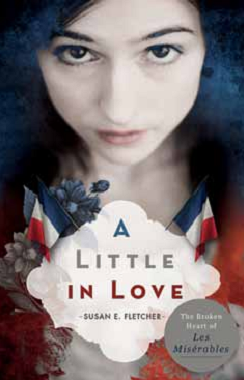 A
LITTLE
IN LOVE
-SUSAN E. FLETCHER-
The Broken
Heart of
Les
Misérables